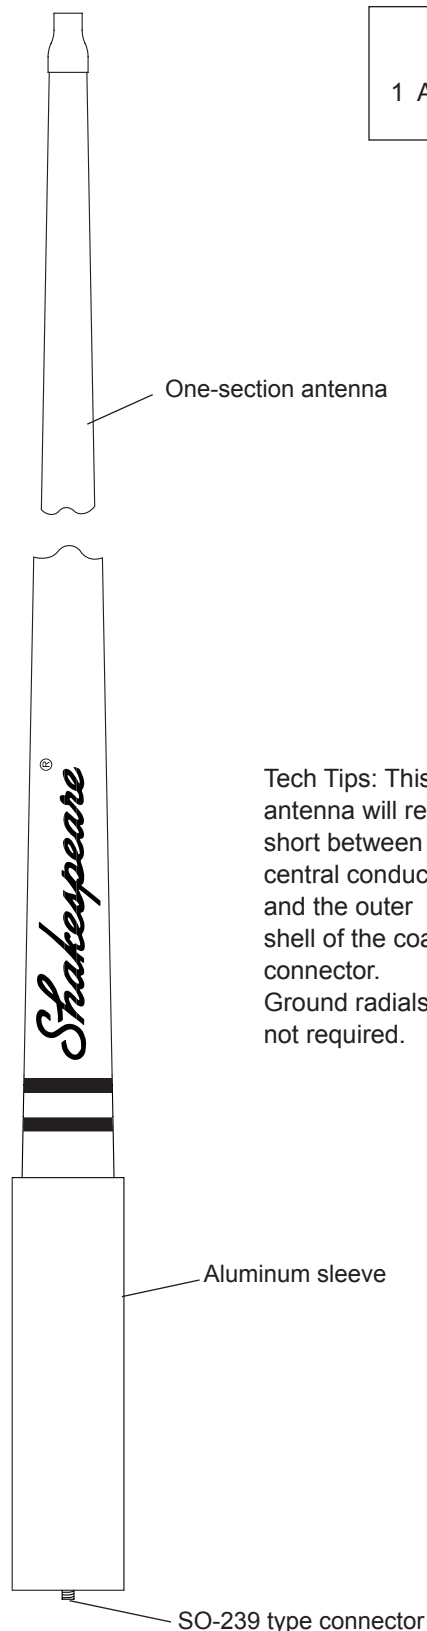 1 A
One-section antenna
Shakespeare®
Tech Tips: This
antenna will re
short between
central conduc
and the outer
shell of the coa
connector.
Ground radials
not required.
Aluminum sleeve
SO-239 type connector